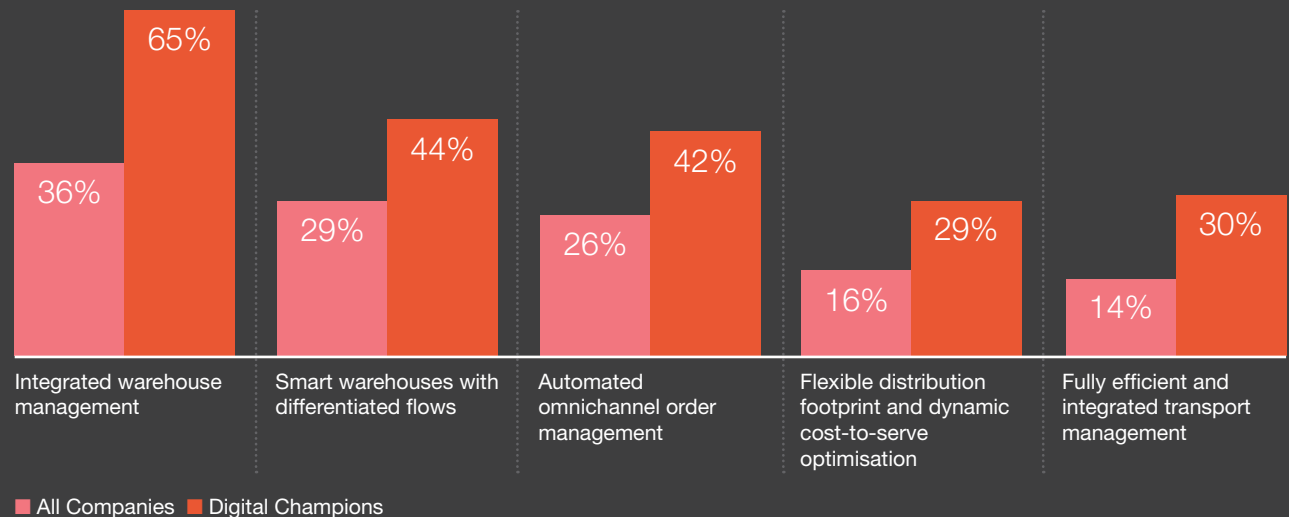 65%
36%
44%
29%
42%
26%
29%
16%
30%
14%
Integrated warehouse
management
Smart warehouses with
differentiated flows
Automated
omnichannel order
management
Flexible distribution
footprint and dynamic
cost-to-serve
optimisation
Fully efficient and
integrated transport
management
All Companies
Digital Champions